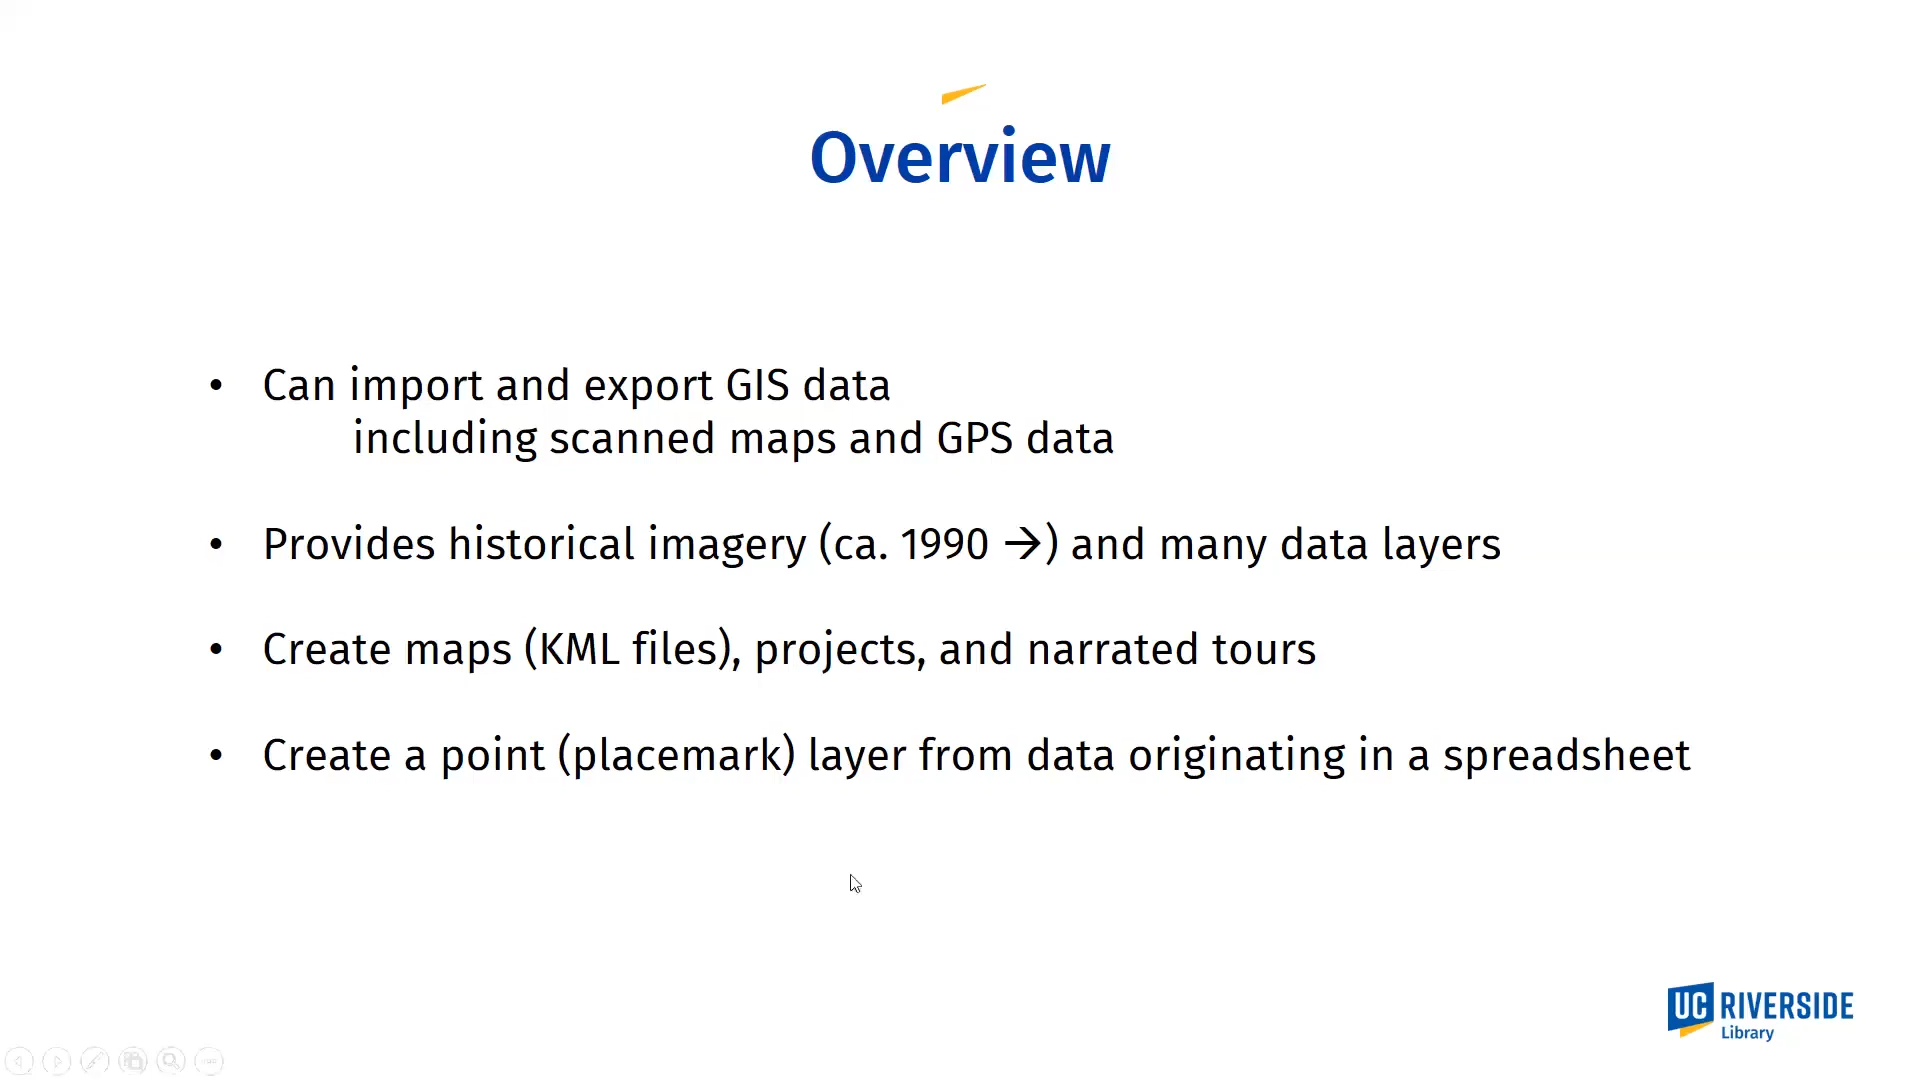 Overview
• Can import and export GIS data
including scanned maps and GPS data
• Provides historical imagery (ca. 1990 →) and many data layers
• Create maps (KML files), projects, and narrated tours
• Create a point (placemark) layer from data originating in a spreadsheet
UC RIVERSIDE
Library